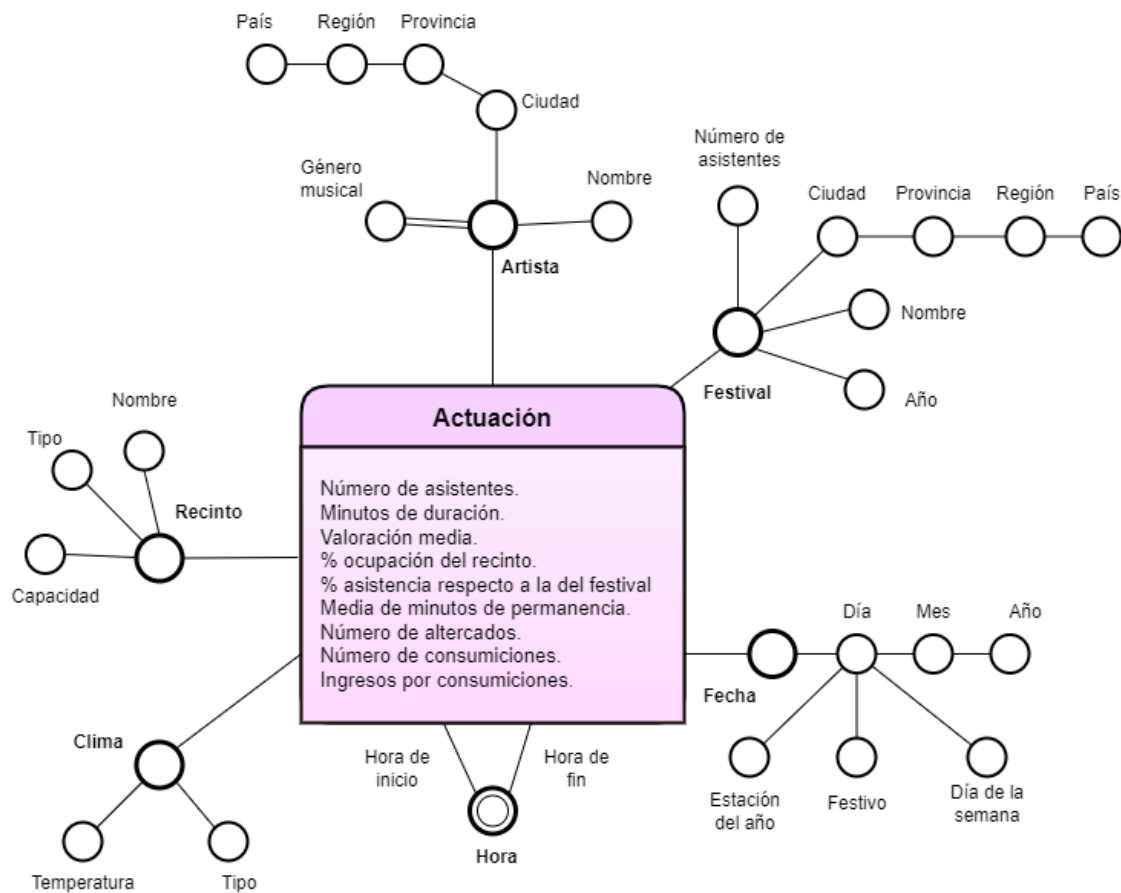 País
Región
Provincia
Ciudad
Género
musical
Nombre
Artista
Número de
asistentes
Ciudad
Provincia
Región
País
Nombre
Año
Festival
Nombre
Tipo
Recinto
Capacidad
Actuación
Número de asistentes.
Minutos de duración.
Valoración media.
% ocupación del recinto.
% asistencia respecto a la del festival
Media de minutos de permanencia.
Número de altercados.
Número de consumiciones.
Ingresos por consumiciones.
Día
Mes
Año
Fecha
Estación
del año
Festivo
Día de la
semana
Clima
Temperatura
Tipo
Hora de
inicio
Hora de
fin
Hora